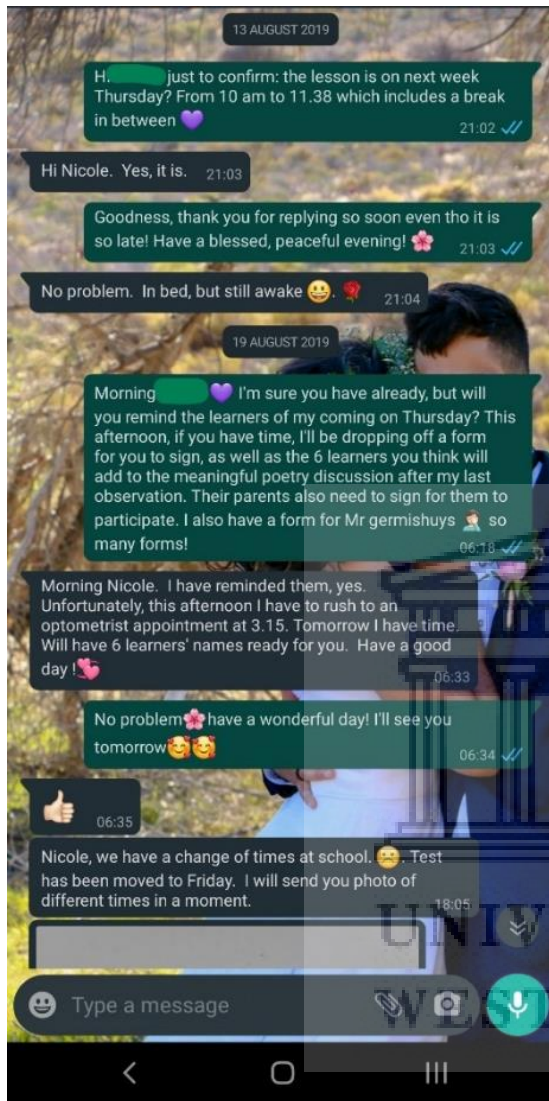 13 AUGUST 2019
H just to confirm: the lesson is on next week
Thursday? From 10 am to 11.38 which includes a break
in between 💜
21:02
Hi Nicole. Yes, it is. 21:03
Goodness, thank you for replying so soon even tho it is
so late! Have a blessed, peaceful evening! 🌸
21:03
No problem. In bed, but still awake 😀. 🌹 21:04
19 AUGUST 2019
Morning 💜 I'm sure you have already, but will
you remind the learners of my coming on Thursday? This
afternoon, if you have time, I'll be dropping off a form
for you to sign, as well as the 6 learners you think will
add to the meaningful poetry discussion after my last
observation. Their parents also need to sign for them to
participate. I also have a form for Mr germishuys 🤦 so
many forms!
06:18
Morning Nicole. I have reminded them, yes.
Unfortunately, this afternoon I have to rush to an
optometrist appointment at 3.15. Tomorrow I have time.
Will have 6 learners' names ready for you. Have a good
day !💞
06:33
No problem🌸have a wonderful day! I'll see you
tomorrow🥰🥰
06:34
👍🏻 06:35
Nicole, we have a change of times at school. ☹️. Test
has been moved to Friday. I will send you photo of
different times in a moment.
18:05
UNIV
WEST
Type a message